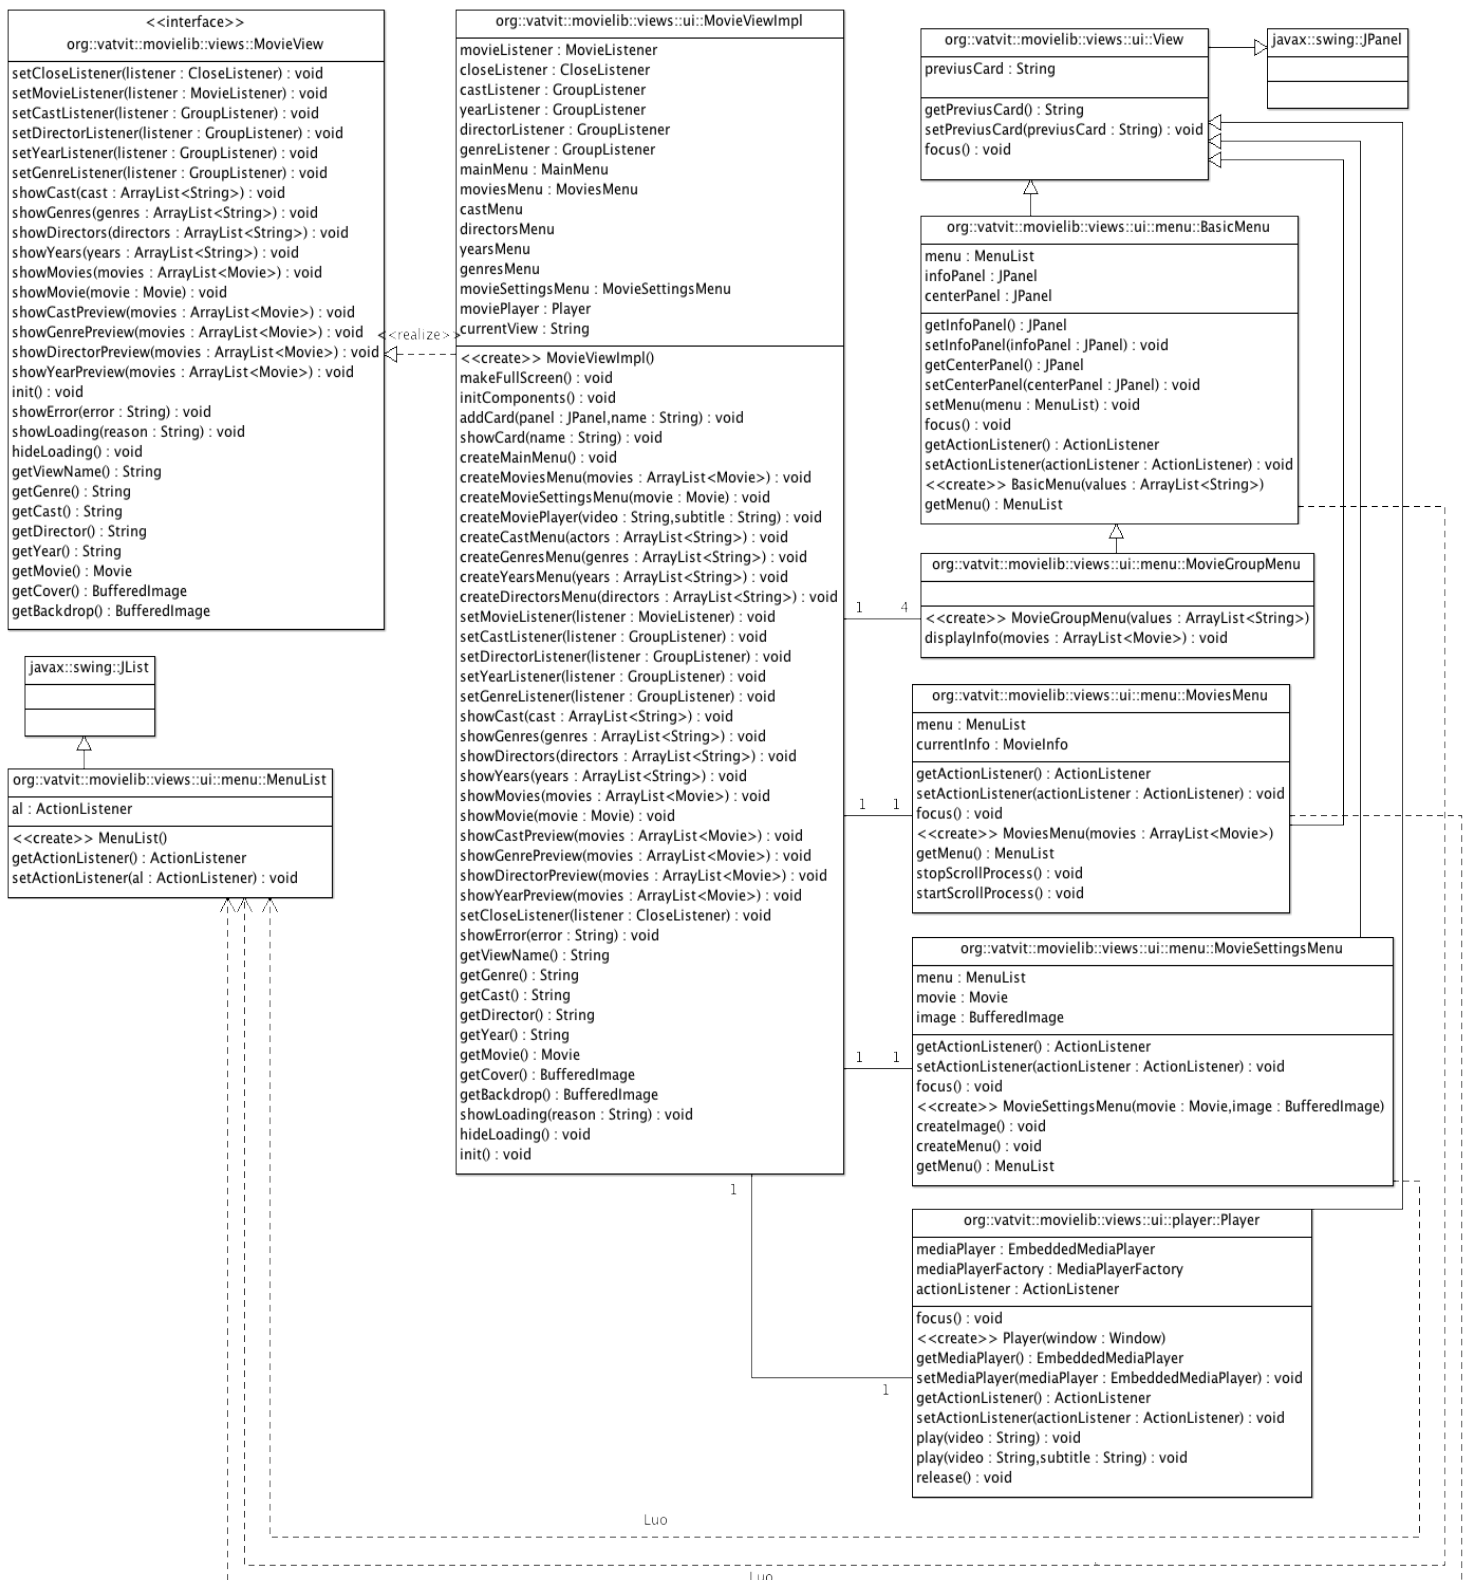 <<interface>>
org::vatvit::movielib::views::MovieView
setCloseListener(listener : CloseListener) : void
setMovieListener(listener : MovieListener) : void
setCastListener(listener : GroupListener) : void
setDirectorListener(listener : GroupListener) : void
setYearListener(listener : GroupListener) : void
setGenreListener(listener : GroupListener) : void
showCast(cast : ArrayList<String>) : void
showGenres(genres : ArrayList<String>) : void
showDirectors(directors : ArrayList<String>) : void
showYears(years : ArrayList<String>) : void
showMovies(movies : ArrayList<Movie>) : void
showMovie(movie : Movie) : void
showCastPreview(movies : ArrayList<Movie>) : void
showGenrePreview(movies : ArrayList<Movie>) : void
showDirectorPreview(movies : ArrayList<Movie>) : void
showYearPreview(movies : ArrayList<Movie>) : void
init() : void
showError(error : String) : void
showLoading(reason : String) : void
hideLoading() : void
getViewName() : String
getGenre() : String
getCast() : String
getDirector() : String
getYear() : String
getMovie() : Movie
getCover() : BufferedImage
getBackdrop() : BufferedImage
<<realize>>
javax::swing::JList
org::vatvit::movielib::views::ui::menu::MenuList
al : ActionListener
<<create>> MenuList()
getActionListener() : ActionListener
setActionListener(al : ActionListener) : void
org::vatvit::movielib::views::ui::MovieViewImpl
movieListener : MovieListener
closeListener : CloseListener
castListener : GroupListener
yearListener : GroupListener
directorListener : GroupListener
genreListener : GroupListener
mainMenu : MainMenu
moviesMenu : MoviesMenu
castMenu
directorsMenu
yearsMenu
genresMenu
movieSettingsMenu : MovieSettingsMenu
moviePlayer : Player
currentView : String
<<create>> MovieViewImpl()
makeFullScreen() : void
initComponents() : void
addCard(panel : JPanel,name : String) : void
showCard(name : String) : void
createMainMenu() : void
createMoviesMenu(movies : ArrayList<Movie>) : void
createMovieSettingsMenu(movie : Movie) : void
createMoviePlayer(video : String,subtitle : String) : void
createCastMenu(actors : ArrayList<String>) : void
createGenresMenu(genres : ArrayList<String>) : void
createYearsMenu(years : ArrayList<String>) : void
createDirectorsMenu(directors : ArrayList<String>) : void
setMovieListener(listener : MovieListener) : void
setCastListener(listener : GroupListener) : void
setDirectorListener(listener : GroupListener) : void
setYearListener(listener : GroupListener) : void
setGenreListener(listener : GroupListener) : void
showCast(cast : ArrayList<String>) : void
showGenres(genres : ArrayList<String>) : void
showDirectors(directors : ArrayList<String>) : void
showYears(years : ArrayList<String>) : void
showMovies(movies : ArrayList<Movie>) : void
showMovie(movie : Movie) : void
showCastPreview(movies : ArrayList<Movie>) : void
showGenrePreview(movies : ArrayList<Movie>) : void
showDirectorPreview(movies : ArrayList<Movie>) : void
showYearPreview(movies : ArrayList<Movie>) : void
setCloseListener(listener : CloseListener) : void
showError(error : String) : void
getViewName() : String
getGenre() : String
getCast() : String
getDirector() : String
getYear() : String
getMovie() : Movie
getCover() : BufferedImage
getBackdrop() : BufferedImage
showLoading(reason : String) : void
hideLoading() : void
init() : void
org::vatvit::movielib::views::ui::View
previusCard : String
getPreviusCard() : String
setPreviusCard(previusCard : String) : void
focus() : void
javax::swing::JPanel
org::vatvit::movielib::views::ui::menu::BasicMenu
menu : MenuList
infoPanel : JPanel
centerPanel : JPanel
getInfoPanel() : JPanel
setInfoPanel(infoPanel : JPanel) : void
getCenterPanel() : JPanel
setCenterPanel(centerPanel : JPanel) : void
setMenu(menu : MenuList) : void
focus() : void
getActionListener() : ActionListener
setActionListener(actionListener : ActionListener) : void
<<create>> BasicMenu(values : ArrayList<String>)
getMenu() : MenuList
org::vatvit::movielib::views::ui::menu::MovieGroupMenu
<<create>> MovieGroupMenu(values : ArrayList<String>)
displayInfo(movies : ArrayList<Movie>) : void
1 4
org::vatvit::movielib::views::ui::menu::MoviesMenu
menu : MenuList
currentInfo : MovieInfo
getActionListener() : ActionListener
setActionListener(actionListener : ActionListener) : void
focus() : void
<<create>> MoviesMenu(movies : ArrayList<Movie>)
getMenu() : MenuList
stopScrollProcess() : void
startScrollProcess() : void
1 1
org::vatvit::movielib::views::ui::menu::MovieSettingsMenu
menu : MenuList
movie : Movie
image : BufferedImage
getActionListener() : ActionListener
setActionListener(actionListener : ActionListener) : void
focus() : void
<<create>> MovieSettingsMenu(movie : Movie,image : BufferedImage)
createImage() : void
createMenu() : void
getMenu() : MenuList
1 1
org::vatvit::movielib::views::ui::player::Player
mediaPlayer : EmbeddedMediaPlayer
mediaPlayerFactory : MediaPlayerFactory
actionListener : ActionListener
focus() : void
<<create>> Player(window : Window)
getMediaPlayer() : EmbeddedMediaPlayer
setMediaPlayer(mediaPlayer : EmbeddedMediaPlayer) : void
getActionListener() : ActionListener
setActionListener(actionListener : ActionListener) : void
play(video : String) : void
play(video : String,subtitle : String) : void
release() : void
1
1
Luo
Luo